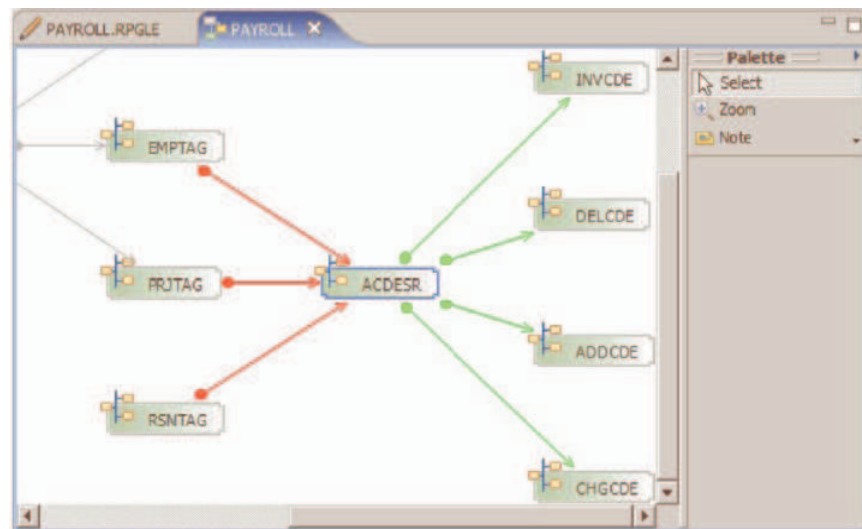 PAYROLL.RPGLE
PAYROLL
Palette
Select
Zoom
Note
INVCDE
EMPTAG
DELCDE
PRJTAG
ACDESR
ADDCDE
RSNTAG
CHGCDE